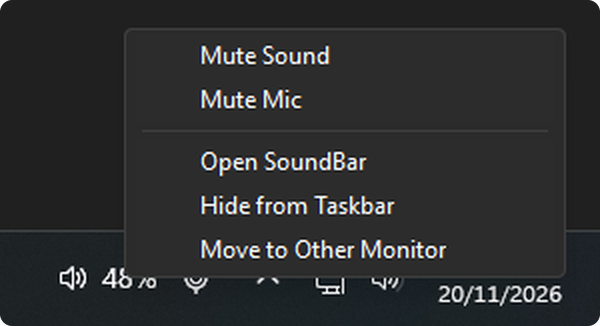 Mute Sound
Mute Mic
Open SoundBar
Hide from Taskbar
Move to Other Monitor
48%
20/11/2026